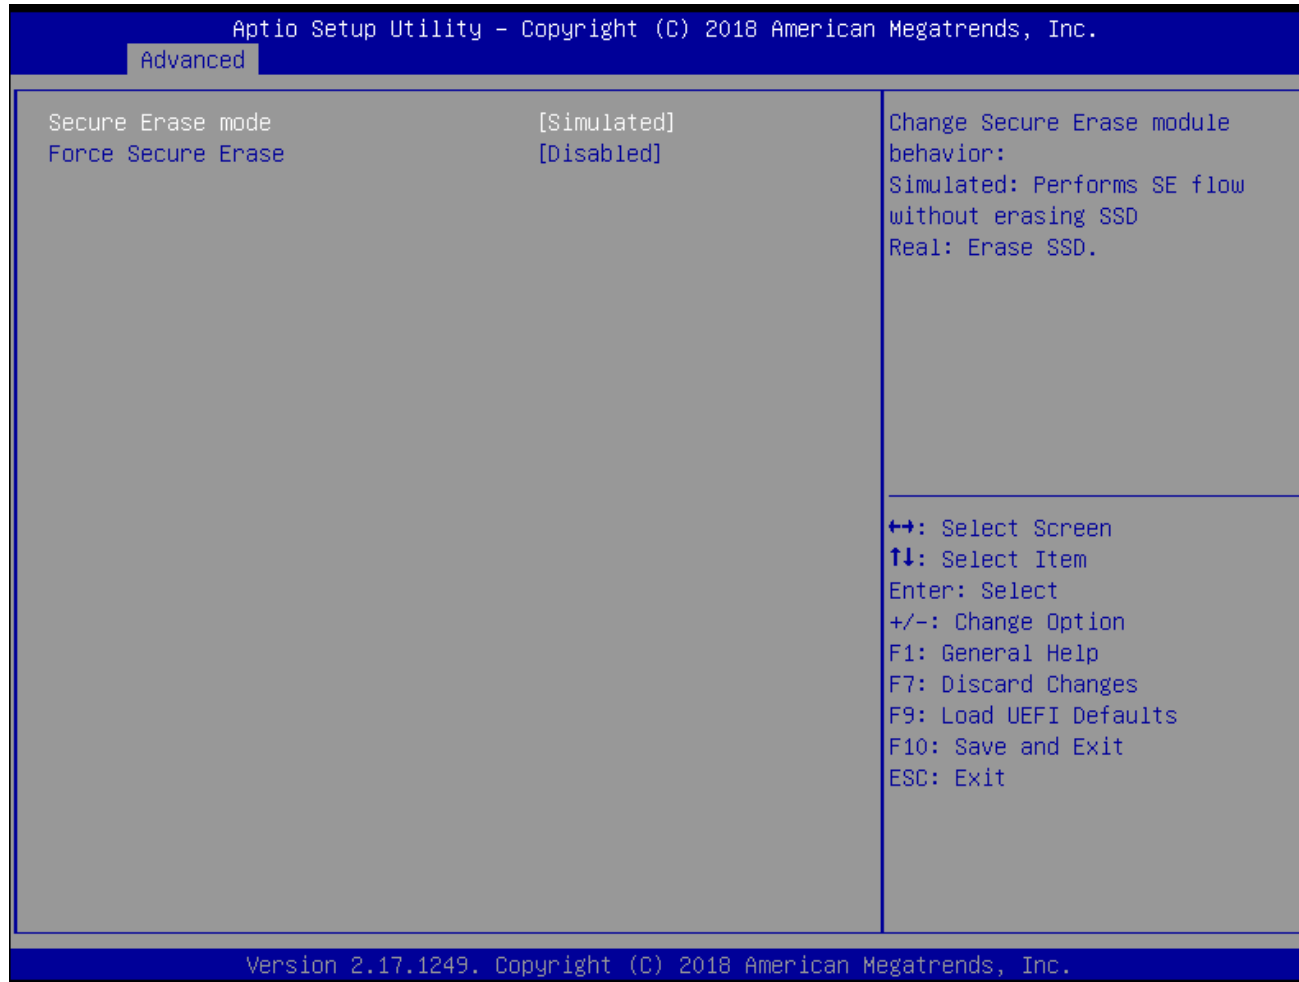 Aptio Setup Utility – Copyright (C) 2018 American Megatrends, Inc.
Advanced
Secure Erase mode [Simulated]
Force Secure Erase [Disabled]
Change Secure Erase module
behavior:
Simulated: Performs SE flow
without erasing SSD
Real: Erase SSD.
↔: Select Screen
↑↓: Select Item
Enter: Select
+/-: Change Option
F1: General Help
F7: Discard Changes
F9: Load UEFI Defaults
F10: Save and Exit
ESC: Exit
Version 2.17.1249. Copyright (C) 2018 American Megatrends, Inc.